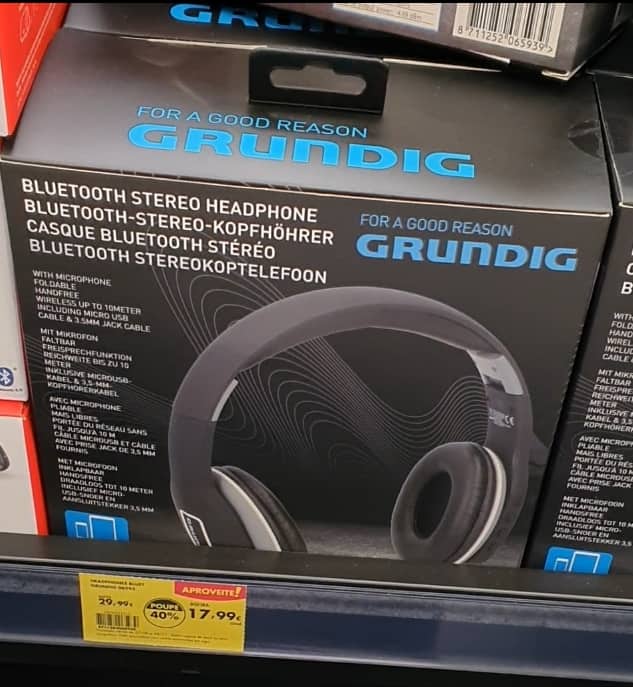 GRUNDIG
8 711252 065939
FOR A GOOD REASON
GRUNDIG
BLUETOOTH STEREO HEADPHONE
BLUETOOTH-STEREO-KOPFHÖHRER
CASQUE BLUETOOTH STÉRÉO
BLUETOOTH STEREOKOPTELEFOON
FOR A GOOD REASON
GRUNDIG
WITH MICROPHONE
FOLDABLE
HANDFREE
WIRELESS UP TO 10METER
INCLUDING MICRO USB
CABLE & 3.5MM JACK CABLE
MIT MIKROFON
FALTBAR
FREISPRECHFUNKTION
REICHWEITE BIS ZU 10
METER
INKLUSIVE MICROUSB-
KABEL & 3,5-MM-
KOPFHÖRERKABEL
AVEC MICROPHONE
PLIABLE
MAIS LIBRES
PORTÉE DU RÉSEAU SANS
FIL JUSQU'À 10 M
CÂBLE MICROUSB ET CÂBLE
AVEC PRISE JACK DE 3,5 MM
FOURNIS
MET MICROFOON
INKLAPBAAR
HANDSFREE
DRAADLOOS TOT 10 METER
INCLUSIEF MICRO-
USB-SNOER EN
AANSLUITSTEKKER 3,5 MM
APROVEITE!
29,99€
POUPE
40%
17,99€